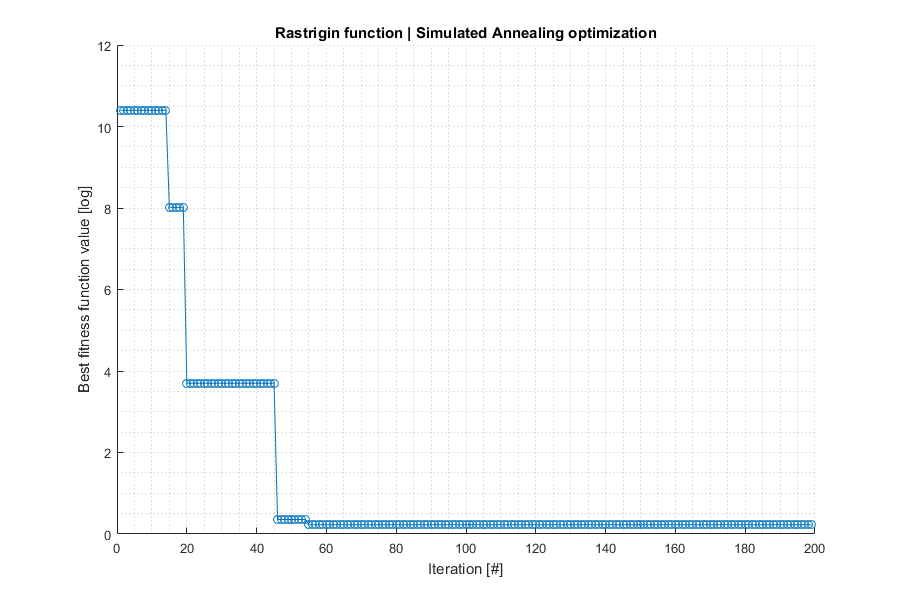 Rastrigin function | Simulated Annealing optimization
12
10
8
6
4
2
0
Best fitness function value [log]
0 20 40 60 80 100 120 140 160 180 200
Iteration [#]